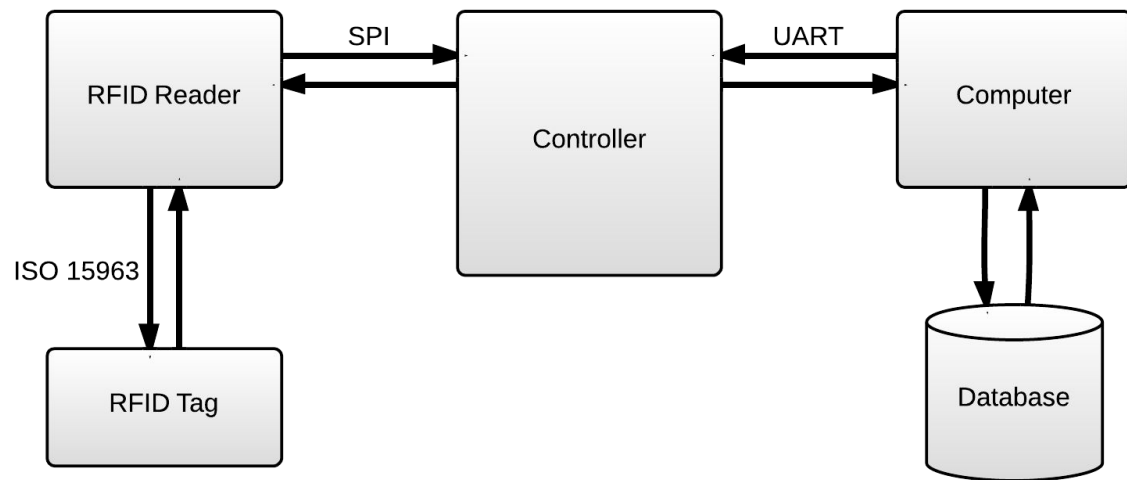 SPI
UART
RFID Reader
Controller
Computer
ISO 15963
RFID Tag
Database